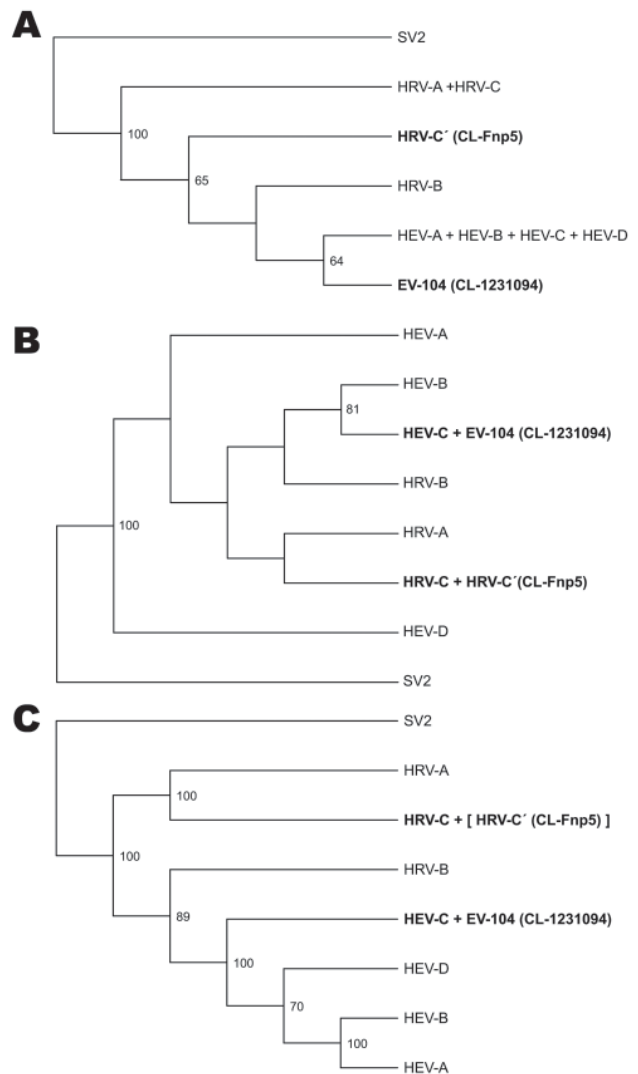 A
SV2
HRV-A +HRV-C
100
HRV-C´ (CL-Fnp5)
65
HRV-B
HEV-A + HEV-B + HEV-C + HEV-D
64
EV-104 (CL-1231094)
B
HEV-A
HEV-B
81
HEV-C + EV-104 (CL-1231094)
HRV-B
100
HRV-A
HRV-C + HRV-C´(CL-Fnp5)
HEV-D
SV2
C
SV2
HRV-A
100
HRV-C + [ HRV-C´ (CL-Fnp5) ]
100
HRV-B
89
HEV-C + EV-104 (CL-1231094)
100
HEV-D
70
HEV-B
100
HEV-A